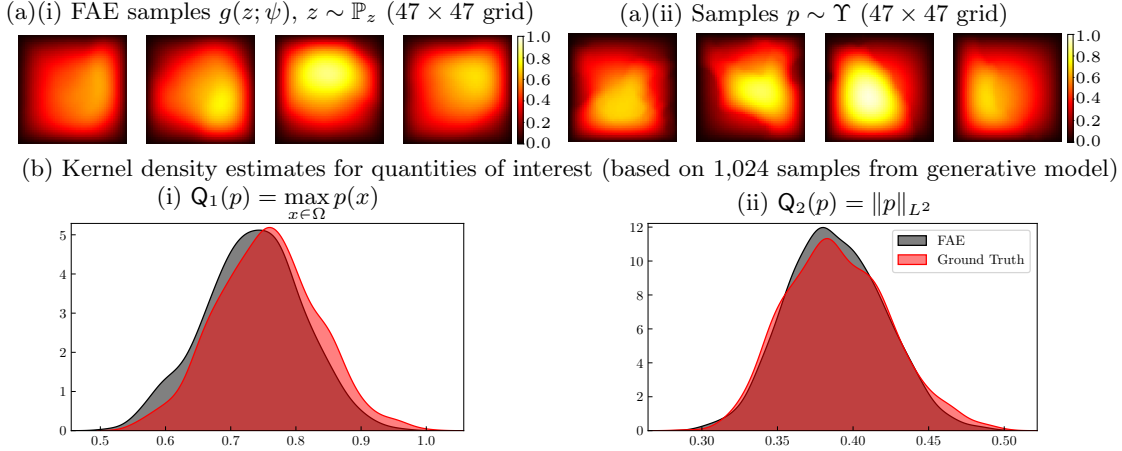 (a)(i) FAE samples g(z; ψ), z ∼ ℙ_z (47 × 47 grid)
(a)(ii) Samples p ∼ Υ (47 × 47 grid)
1.0
0.8
0.6
0.4
0.2
0.0
1.0
0.8
0.6
0.4
0.2
0.0
(b) Kernel density estimates for quantities of interest (based on 1,024 samples from generative model)
(i) Q₁(p) = max p(x)
x∈Ω
(ii) Q₂(p) = ‖p‖_{L²}
5
4
3
2
1
0
0.5 0.6 0.7 0.8 0.9 1.0
12
10
8
6
4
2
0
FAE
Ground Truth
0.30 0.35 0.40 0.45 0.50